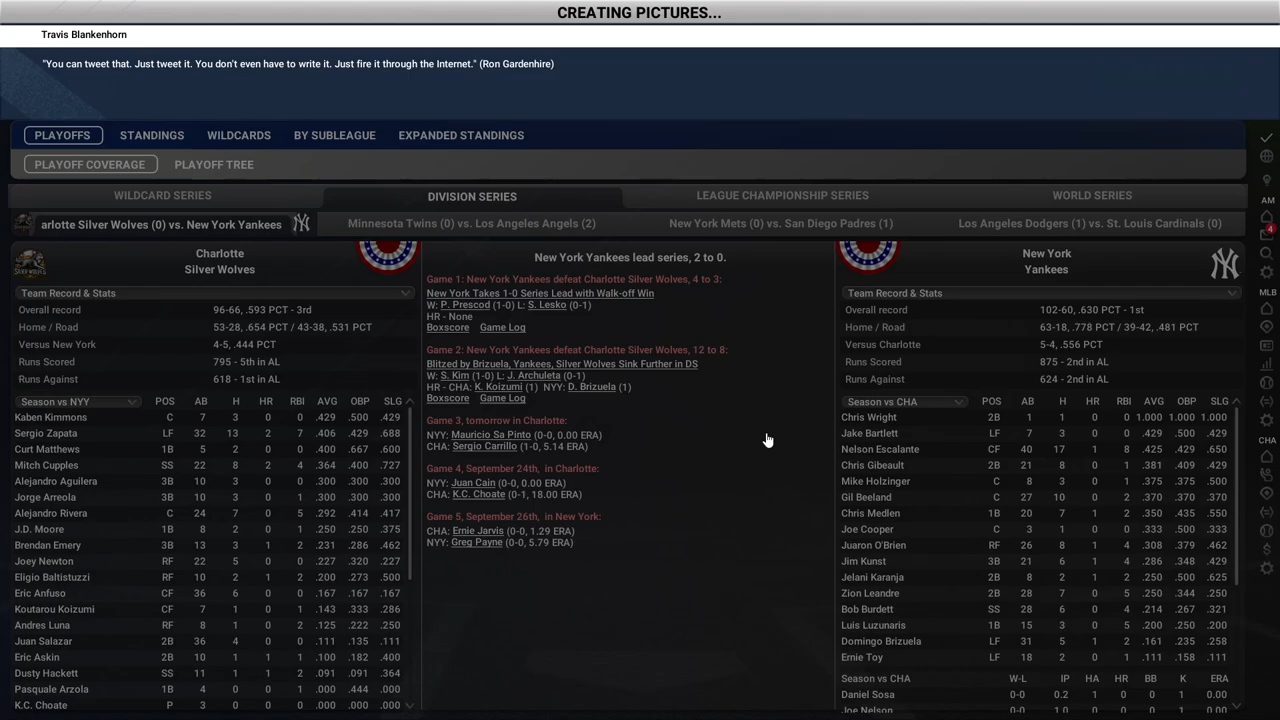 CREATING PICTURES...
Travis Blankenhorn
"You can tweet that. Just tweet it. You don't even have to write it. Just fire it through the Internet." (Ron Gardenhire)
PLAYOFFS STANDINGS WILDCARDS BY SUBLEAGUE EXPANDED STANDINGS
PLAYOFF COVERAGE PLAYOFF TREE
WILDCARD SERIES DIVISION SERIES LEAGUE CHAMPIONSHIP SERIES WORLD SERIES
arlotte Silver Wolves (0) vs. New York Yankees Minnesota Twins (0) vs. Los Angeles Angels (2) New York Mets (0) vs. San Diego Padres (1) Los Angeles Dodgers (1) vs. St. Louis Cardinals (0)
Charlotte
Silver Wolves
Team Record & Stats
Overall record 96-66, .593 PCT - 3rd
Home / Road 53-28, .654 PCT / 43-38, .531 PCT
Versus New York 4-5, .444 PCT
Runs Scored 795 - 5th in AL
Runs Against 618 - 1st in AL
Season vs NYY POS AB H HR RBI AVG OBP SLG
Kaben Kimmons C 7 3 0 0 .429 .500 .429
Sergio Zapata LF 32 13 2 7 .406 .429 .688
Curt Matthews 1B 5 2 0 0 .400 .667 .600
Mitch Cupples SS 22 8 2 4 .364 .400 .727
Alejandro Aguilera 3B 10 3 0 1 .300 .300 .300
Jorge Arreola 3B 10 3 0 1 .300 .300 .300
Alejandro Rivera C 24 7 0 5 .292 .414 .417
J.D. Moore 1B 8 2 0 1 .250 .250 .375
Brendan Emery 3B 13 3 1 2 .231 .286 .462
Joey Newton RF 22 5 0 0 .227 .320 .227
Eligio Baltistuzzi RF 10 2 1 2 .200 .273 .500
Eric Anfuso CF 36 6 0 0 .167 .167 .167
Koutarou Koizumi CF 7 1 0 1 .143 .333 .286
Andres Luna RF 8 1 0 2 .125 .222 .250
Juan Salazar 2B 36 4 0 0 .111 .135 .111
Eric Askin 2B 10 1 1 1 .100 .182 .400
Dusty Hackett SS 11 1 1 2 .091 .091 .364
Pasquale Arzola 1B 4 0 0 1 .000 .444 .000
K.C. Choate P 3 0 0 0 .000 .000 .000
New York Yankees lead series, 2 to 0.
Game 1: New York Yankees defeat Charlotte Silver Wolves, 4 to 3:
New York Takes 1-0 Series Lead with Walk-off Win
W: P. Prescod (1-0) L: S. Lesko (0-1)
HR - None
Boxscore Game Log
Game 2: New York Yankees defeat Charlotte Silver Wolves, 12 to 8:
Blitzed by Brizuela, Yankees, Silver Wolves Sink Further in DS
W: S. Kim (1-0) L: J. Archuleta (0-1)
HR - CHA: K. Koizumi (1) NYY: D. Brizuela (1)
Boxscore Game Log
Game 3, tomorrow in Charlotte:
NYY: Mauricio Sa Pinto (0-0, 0.00 ERA)
CHA: Sergio Carrillo (1-0, 5.14 ERA)
Game 4, September 24th, in Charlotte:
NYY: Juan Cain (0-0, 0.00 ERA)
CHA: K.C. Choate (0-1, 18.00 ERA)
Game 5, September 26th, in New York:
CHA: Ernie Jarvis (0-0, 1.29 ERA)
NYY: Greg Payne (0-0, 5.79 ERA)
New York
Yankees
Team Record & Stats
Overall record 102-60, .630 PCT - 1st
Home / Road 63-18, .778 PCT / 39-42, .481 PCT
Versus Charlotte 5-4, .556 PCT
Runs Scored 875 - 2nd in AL
Runs Against 624 - 2nd in AL
Season vs CHA POS AB H HR RBI AVG OBP SLG
Chris Wright 2B 1 1 0 0 1.000 1.000 1.000
Jake Bartlett LF 7 3 0 0 .429 .500 .429
Nelson Escalante CF 40 17 1 8 .425 .429 .650
Chris Gibeault 2B 21 8 0 1 .381 .409 .429
Mike Holzinger C 8 3 0 1 .375 .375 .500
Gil Beeland C 27 10 0 2 .370 .370 .370
Chris Medlen 1B 20 7 1 2 .350 .435 .550
Joe Cooper C 3 1 0 0 .333 .500 .333
Juaron O'Brien RF 26 8 1 4 .308 .379 .462
Jim Kunst 3B 21 6 1 4 .286 .348 .429
Jelani Karanja 2B 8 2 1 2 .250 .500 .625
Zion Leandre 2B 28 7 0 5 .250 .344 .250
Bob Burdett SS 28 6 0 4 .214 .267 .321
Luis Luzunaris 1B 15 3 0 5 .200 .250 .200
Domingo Brizuela LF 31 5 1 2 .161 .235 .258
Ernie Toy LF 18 2 0 1 .111 .158 .111
Season vs CHA W-L IP HA HR BB K ERA
Daniel Sosa 0-0 0.2 1 0 0 1 0.00
Joe Nelson 0-0 1.0 1 0 0 0 0.00
AM
4
MLB
CHA